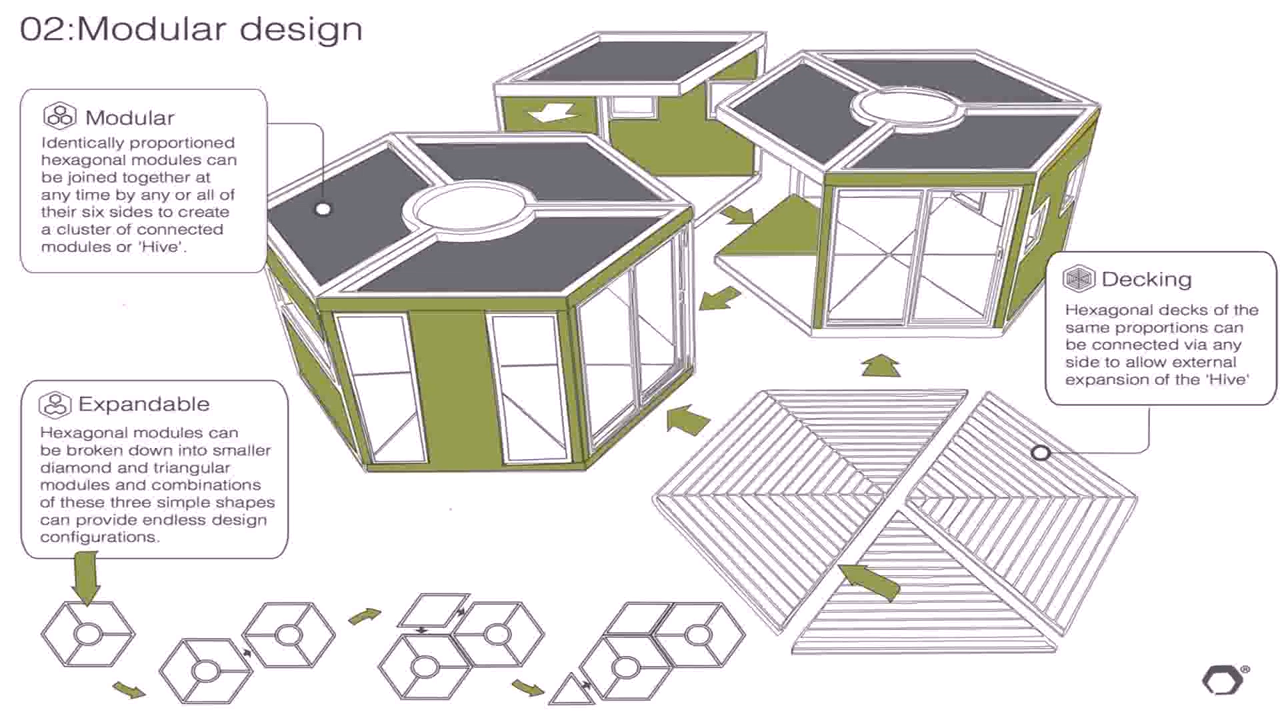 02:Modular design
Modular
Identically proportioned
hexagonal modules can
be joined together at
any time by any or all of
their six sides to create
a cluster of connected
modules or 'Hive'.
Decking
Hexagonal decks of the
same proportions can
be connected via any
side to allow external
expansion of the 'Hive'
Expandable
Hexagonal modules can
be broken down into smaller
diamond and triangular
modules and combinations
of these three simple shapes
can provide endless design
configurations.
®